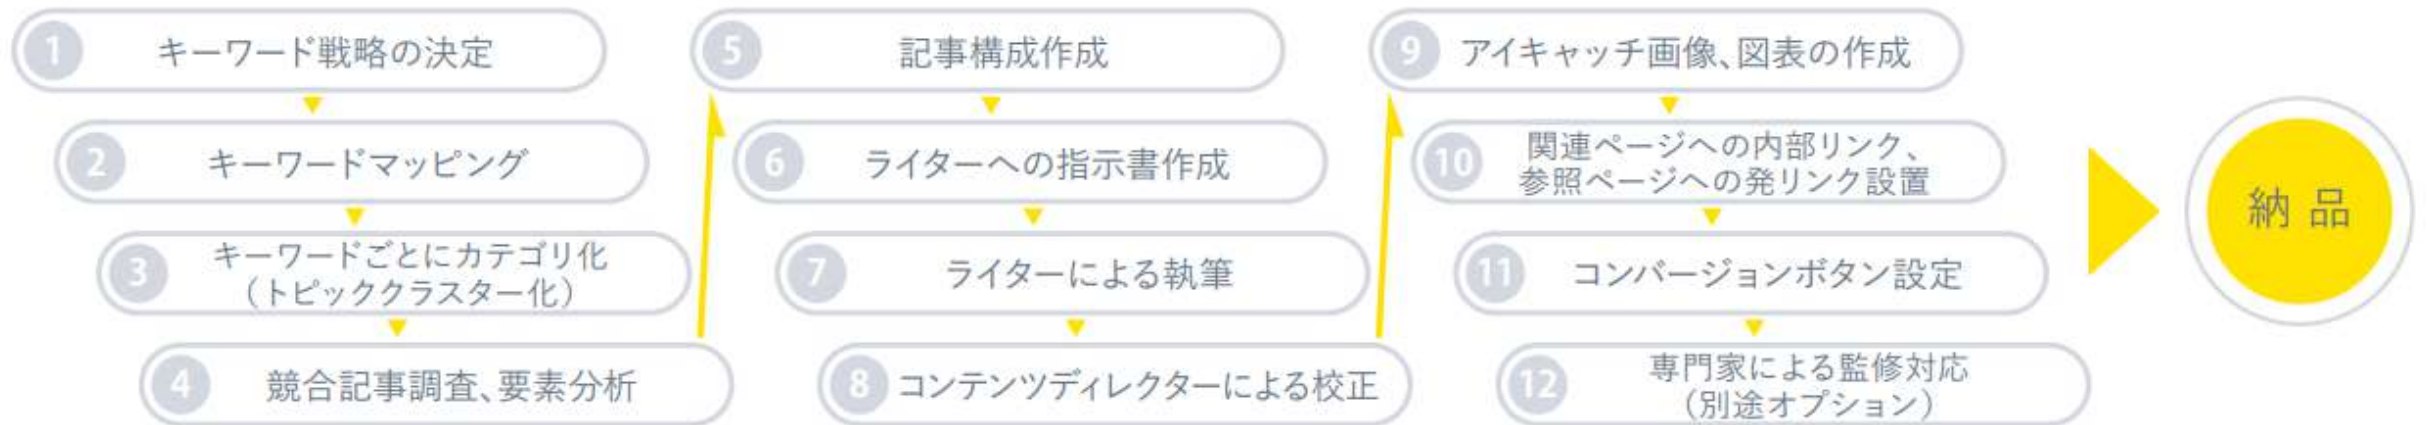 1 キーワード戦略の決定
2 キーワードマッピング
3 キーワードごとにカテゴリ化
（トピッククラスター化）
4 競合記事調査、要素分析
5 記事構成作成
6 ライターへの指示書作成
7 ライターによる執筆
8 コンテンツディレクターによる校正
9 アイキャッチ画像、図表の作成
10 関連ページへの内部リンク、
参照ページへの発リンク設置
11 コンバージョンボタン設定
12 専門家による監修対応
（別途オプション）
納品